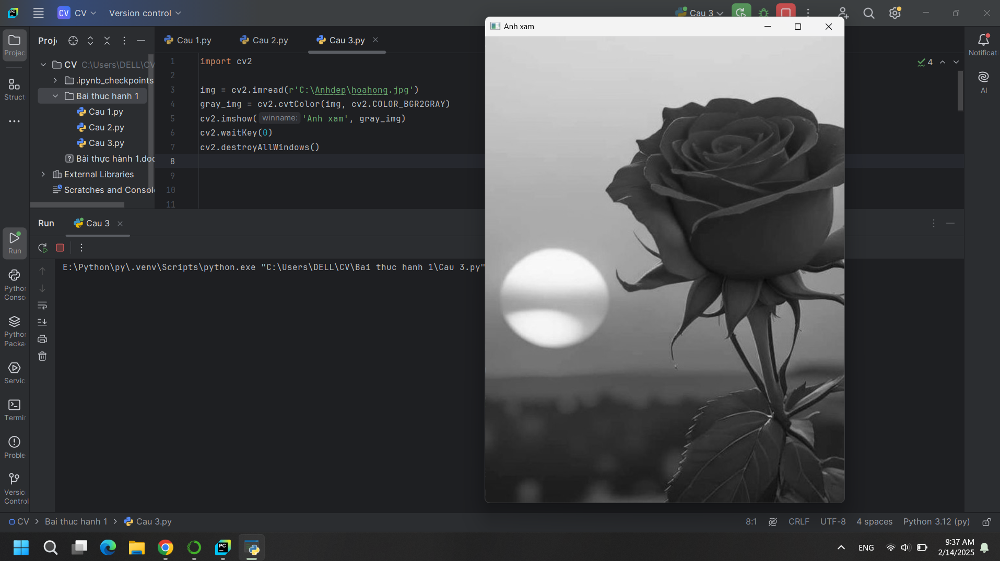 CV CV Version control Cau 3
Anh xam
Proj
Cau 1.py Cau 2.py Cau 3.py
Projec
Struct
CV C:\Users\DELL\CV
.ipynb_checkpoints
Bai thuc hanh 1
Cau 1.py
Cau 2.py
Cau 3.py
Bài thực hành 1.doc
External Libraries
Scratches and Consol
1 import cv2
2
3 img = cv2.imread(r'C:\Anhdep\hoahong.jpg')
4 gray_img = cv2.cvtColor(img, cv2.COLOR_BGR2GRAY)
5 cv2.imshow( winname: 'Anh xam', gray_img)
6 cv2.waitKey(0)
7 cv2.destroyAllWindows()
8
9
10
11
4
Notificat
AI
Run Cau 3
E:\Python\py\.venv\Scripts\python.exe "C:\Users\DELL\CV\Bai thuc hanh 1\Cau 3.py"
Run
Pytho
Consc
Pytho
Packa
Servic
Termi
Proble
Versio
Control
CV > Bai thuc hanh 1 > Cau 3.py 8:1 CRLF UTF-8 4 spaces Python 3.12 (py)
PC ENG 9:37 AM
2/14/2025